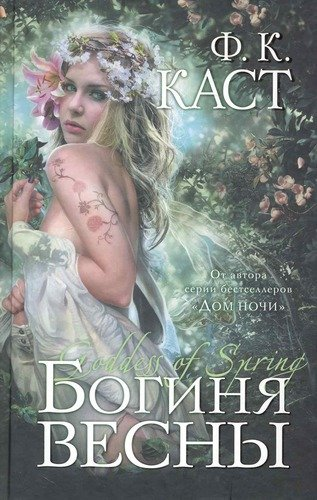 Ф. К.
КАСТ
От автора
серии бестселлеров
«Дом ночи»
Goddess of Spring
Богиня
весны